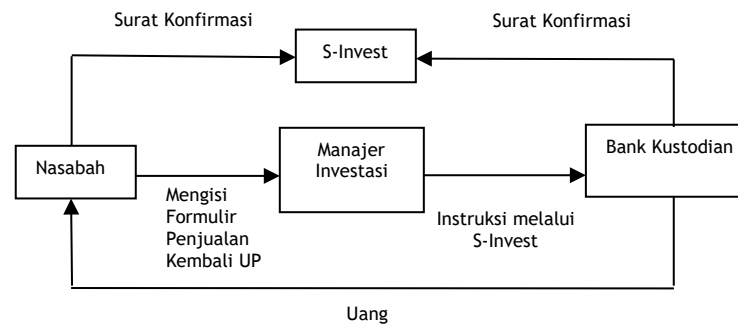 Surat Konfirmasi
Surat Konfirmasi
S-Invest
Nasabah
Manajer
Investasi
Bank Kustodian
Mengisi
Formulir
Penjualan
Kembali UP
Instruksi melalui
S-Invest
Uang